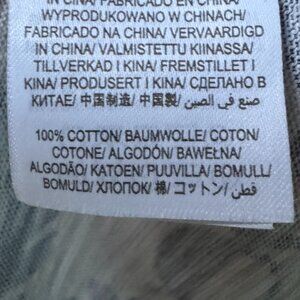 IN CINA/ FABRICADO EN CHINA/
WYPRODUKOWANO W CHINACH/
FABRICADO NA CHINA/ VERVAARDIGD
IN CHINA/ VALMISTETTU KIINASSA/
TILLVERKAD I KINA/ FREMSTILLET I
KINA/ PRODUSERT I KINA/ СДЕЛАНО В
КИТАЕ/ 中国制造/ 中国製/ صنع في الصين
100% COTTON/ BAUMWOLLE/ COTON/
COTONE/ ALGODÓN/ BAWEŁNA/
ALGODÃO/ KATOEN/ PUUVILLA/ BOMULL/
BOMULD/ ХЛОПОК/ 棉/ コットン/ قطن